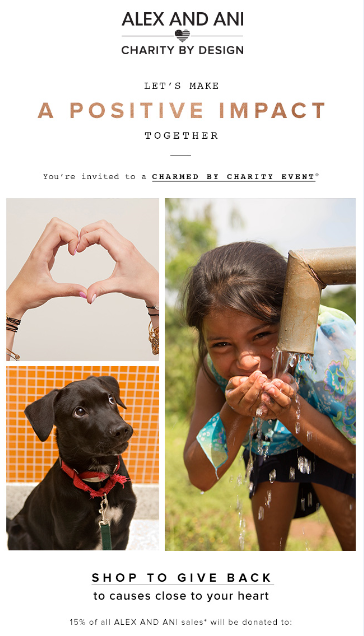 ALEX AND ANI
CHARITY BY DESIGN
LET'S MAKE
A POSITIVE IMPACT
TOGETHER
You're invited to a CHARMED BY CHARITY EVENT®
SHOP TO GIVE BACK
to causes close to your heart
15% of all ALEX AND ANI sales* will be donated to: